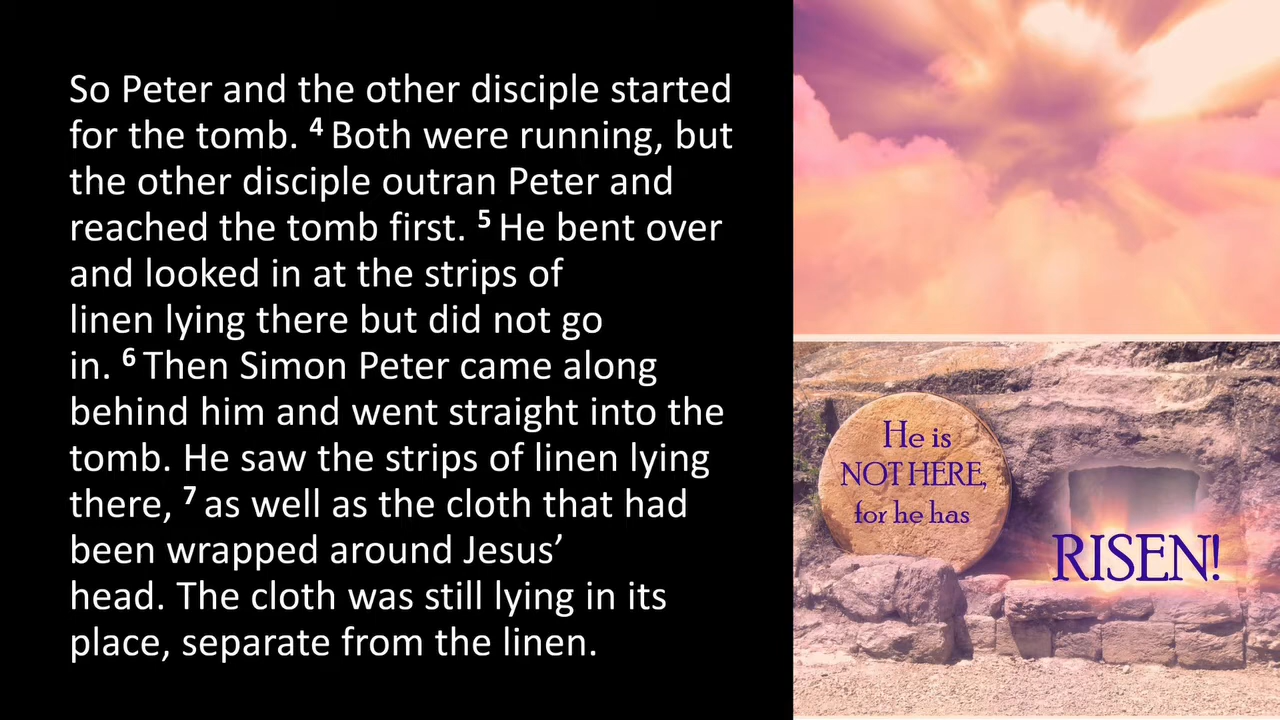 So Peter and the other disciple started
for the tomb. ⁴ Both were running, but
the other disciple outran Peter and
reached the tomb first. ⁵ He bent over
and looked in at the strips of
linen lying there but did not go
in. ⁶ Then Simon Peter came along
behind him and went straight into the
tomb. He saw the strips of linen lying
there, ⁷ as well as the cloth that had
been wrapped around Jesus’
head. The cloth was still lying in its
place, separate from the linen.
He is
NOT HERE,
for he has
RISEN!